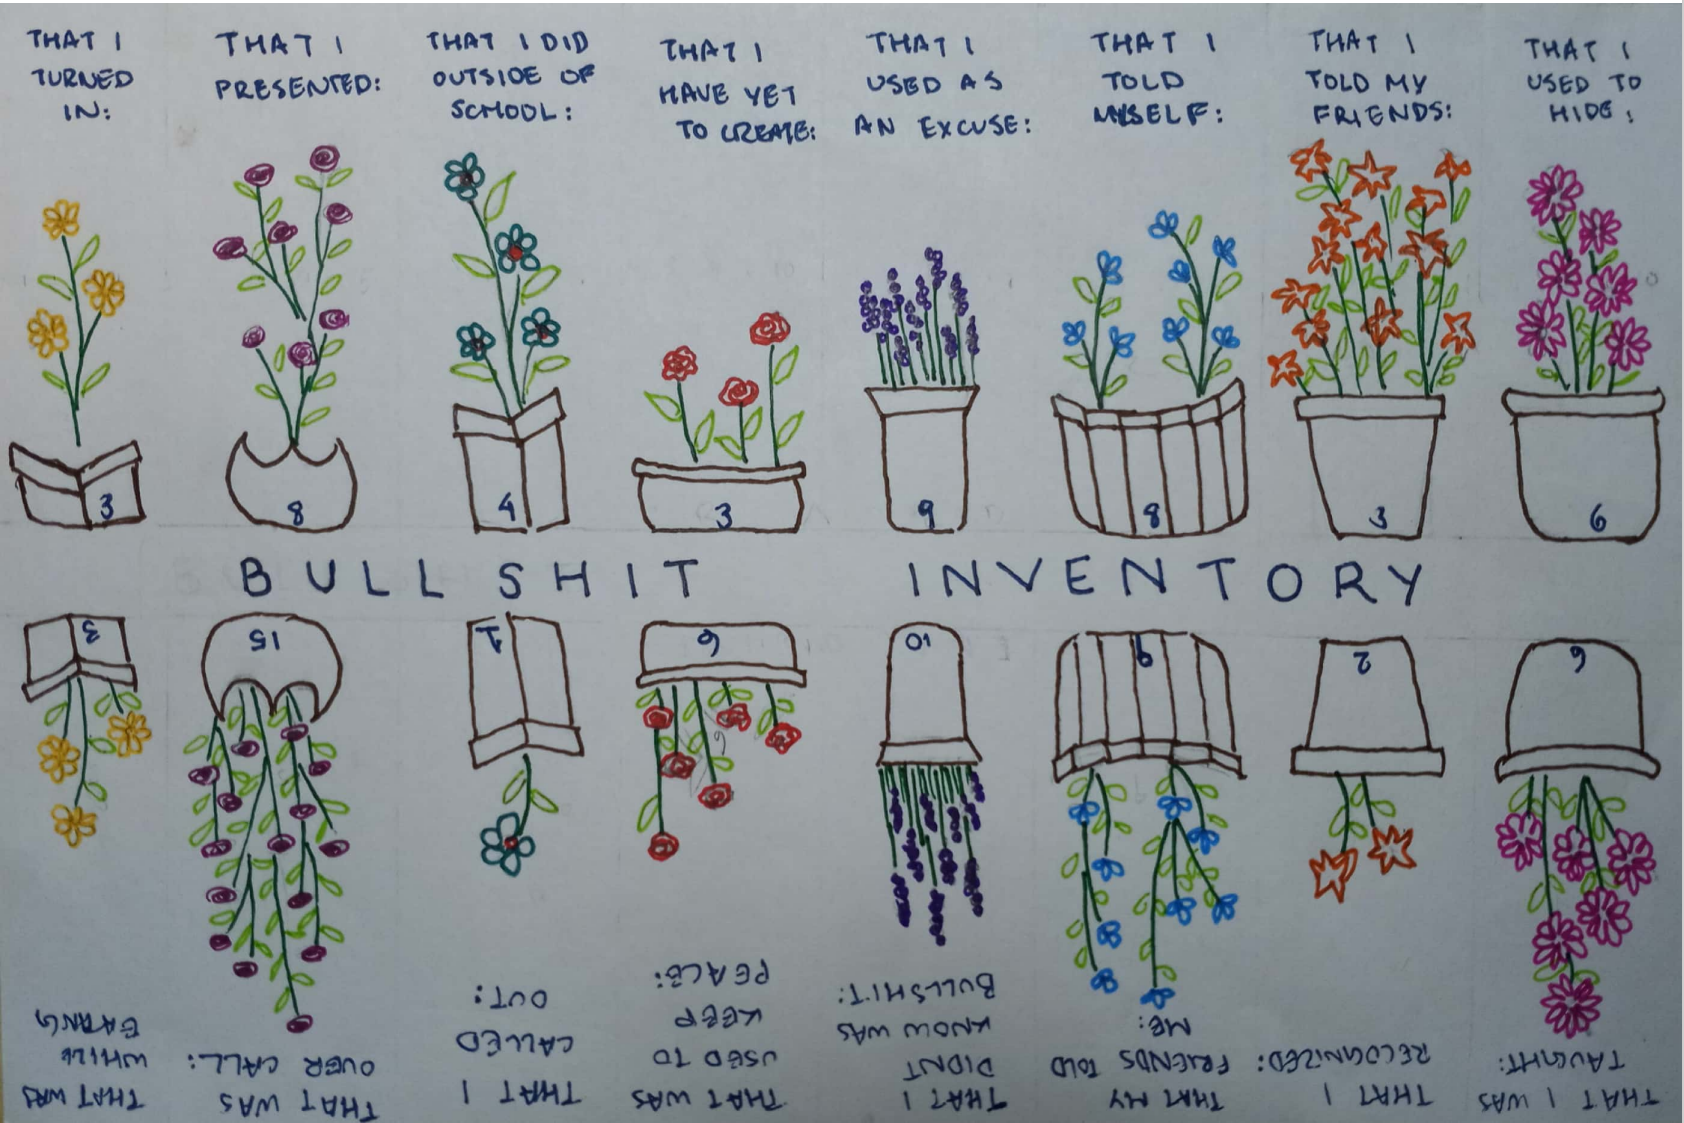 THAT I
TURNED
IN:
3
THAT I
PRESENTED:
8
THAT I DID
OUTSIDE OF
SCHOOL:
4
THAT I
HAVE YET
TO CREATE:
3
THAT I
USED AS
AN EXCUSE:
9
THAT I
TOLD
MYSELF:
8
THAT I
TOLD MY
FRIENDS:
3
THAT I
USED TO
HIDE:
6
BULLSHIT INVENTORY
THAT I WAS
TAUGHT:
6
THAT I
RECOGNIZED:
2
THAT MY
FRIENDS TOLD
ME:
9
THAT I
DIDNT
KNOW WAS
BULLSHIT:
10
THAT WAS
USED TO
KEEP
PEACE:
6
THAT I
CALLED
OUT:
1
THAT WAS
OVER CALL:
15
THAT WAS
WHILE
EATING
3